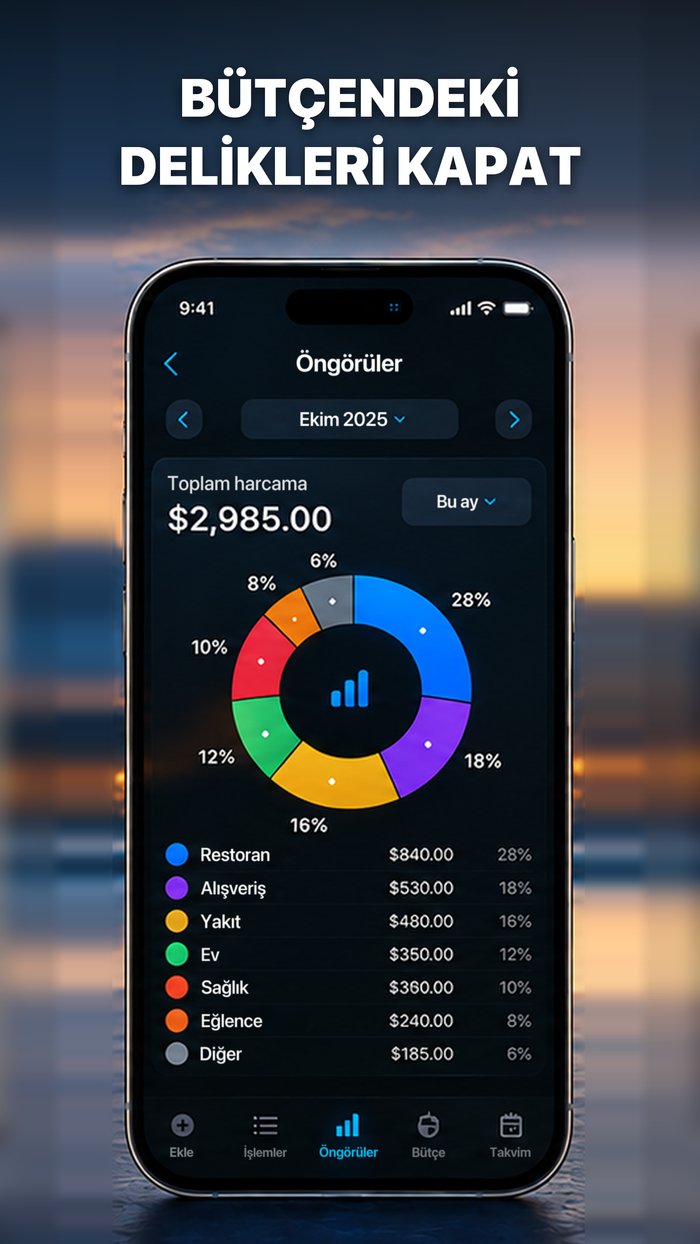 BÜTÇENDEKİ
DELİKLERİ KAPAT
9:41
Öngörüler
Ekim 2025
Toplam harcama
$2,985.00
Bu ay
6%
8%
28%
10%
12%
18%
16%
Restoran $840.00 28%
Alışveriş $530.00 18%
Yakıt $480.00 16%
Ev $350.00 12%
Sağlık $360.00 10%
Eğlence $240.00 8%
Diğer $185.00 6%
Ekle İşlemler Öngörüler Bütçe Takvim